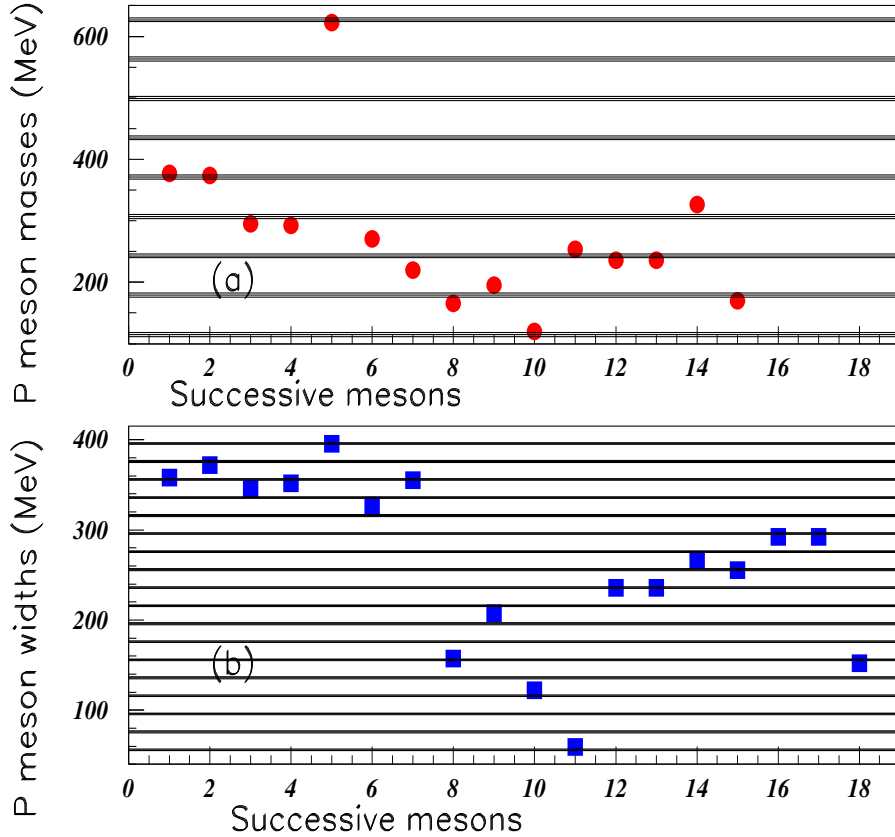 P meson masses (MeV)
600
400
200
(a)
0 2 4 6 8 10 12 14 16 18
Successive mesons
P meson widths (MeV)
400
300
200
100
(b)
0 2 4 6 8 10 12 14 16 18
Successive mesons